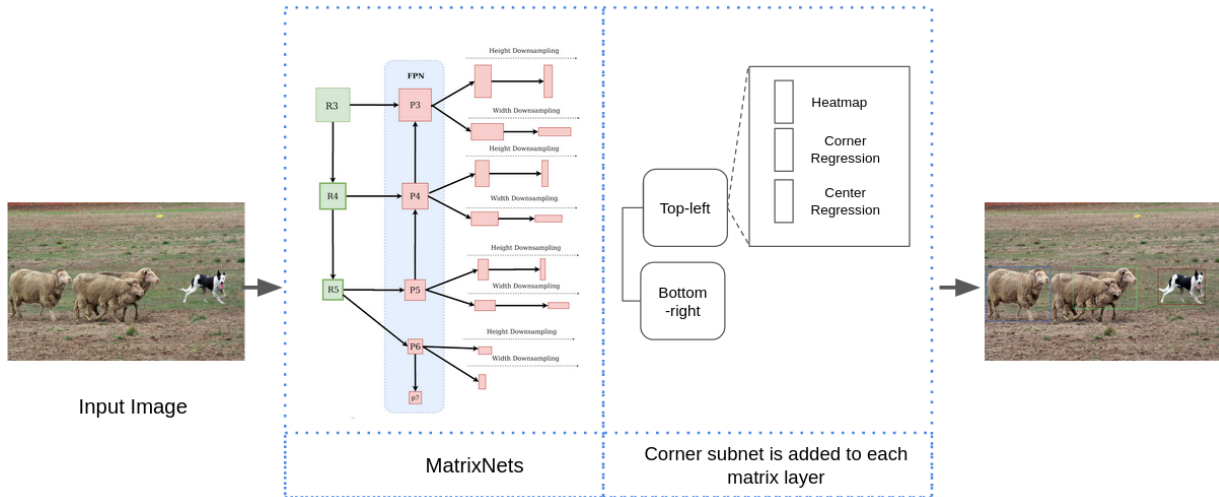 Input Image
FPN
R3
R4
R5
P3
P4
P5
P6
p7
Height Downsampling
Width Downsampling
Height Downsampling
Width Downsampling
Height Downsampling
Width Downsampling
Height Downsampling
Width Downsampling
MatrixNets
Top-left
Bottom
-right
Heatmap
Corner
Regression
Center
Regression
Corner subnet is added to each
matrix layer